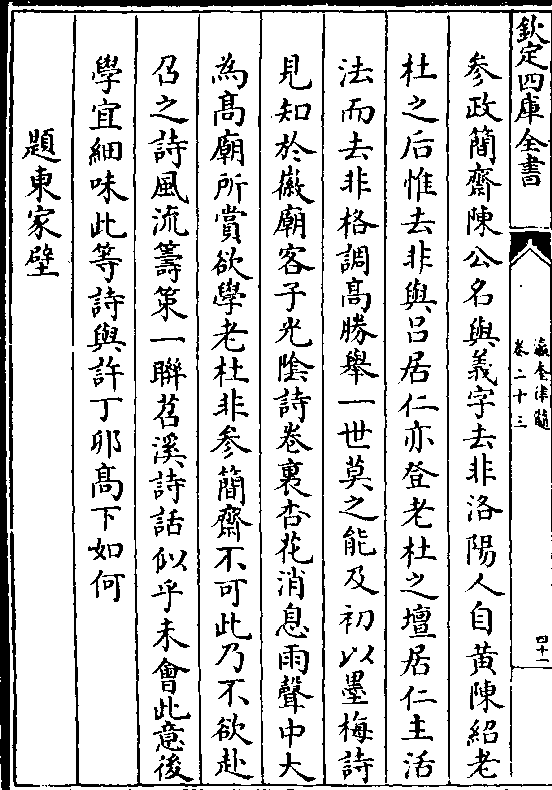 欽定四庫全書
瀛奎律髓
卷二十三
四十一
參政簡齋陳公名與義字去非洛陽人自黃陳紹老
杜之后惟去非與呂居仁亦登老杜之壇居仁主活
法而去非格調高勝舉一世莫之能及初以墨梅詩
見知於徽廟客子光陰詩卷裏杏花消息雨聲中大
為髙廟所賞欲學老杜非參簡齋不可此乃不欲赴
召之詩風流籌策一聯苕溪詩話似乎未會此意後
學宜細味此等詩與許丁卯髙下如何
題東家壁